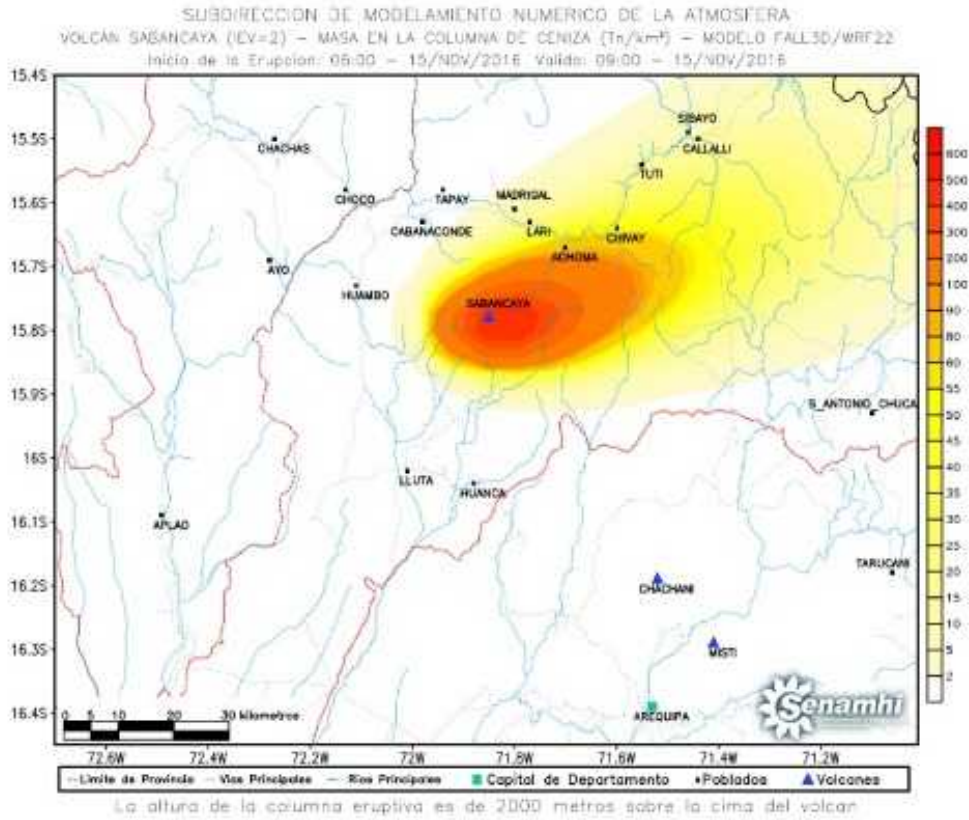 SUBDIRECCION DE MODELAMIENTO NUMERICO DE LA ATMOSFERA
VOLCÁN SABANCAYA (IEV=2) - MASA EN LA COLUMNA DE CENIZA (Tn/km²) - MODELO FALL3D/WRF22
Inicio de la Erupcion: 06:00 - 15/NOV/2016 Valido: 09:00 - 15/NOV/2016
15.4S
15.5S
15.6S
15.7S
15.8S
15.9S
16S
16.1S
16.2S
16.3S
16.4S
SIBAYO
CHACHAS
CALLALLI
TUTI
CHOCO
TAPAY
MADRIGAL
CABANACONDE
LARI
CHIVAY
ACHOMA
AYO
HUAMBO
SABANCAYA
S_ANTONIO_CHUCA
LLUTA
HUANCA
APLAO
TARUCANI
CHACHANI
MISTI
AREQUIPA
Senamhi
600
500
400
300
200
100
80
60
55
50
45
40
35
30
25
20
15
10
5
2
0 5 10 20 30 kilometros
72.6W 72.4W 72.2W 72W 71.8W 71.6W 71.4W 71.2W
Limite de Provincia Vias Principales Rios Principales Capital de Departamento Poblados Volcanes
La altura de la columna eruptiva es de 2000 metros sobre la cima del volcan